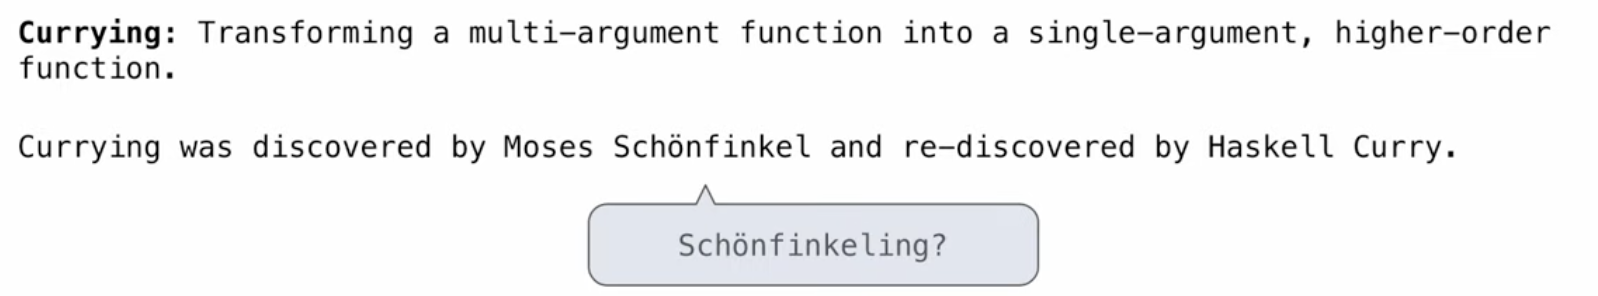 Currying: Transforming a multi-argument function into a single-argument, higher-order
function.
Currying was discovered by Moses Schönfinkel and re-discovered by Haskell Curry.
Schönfinkeling?